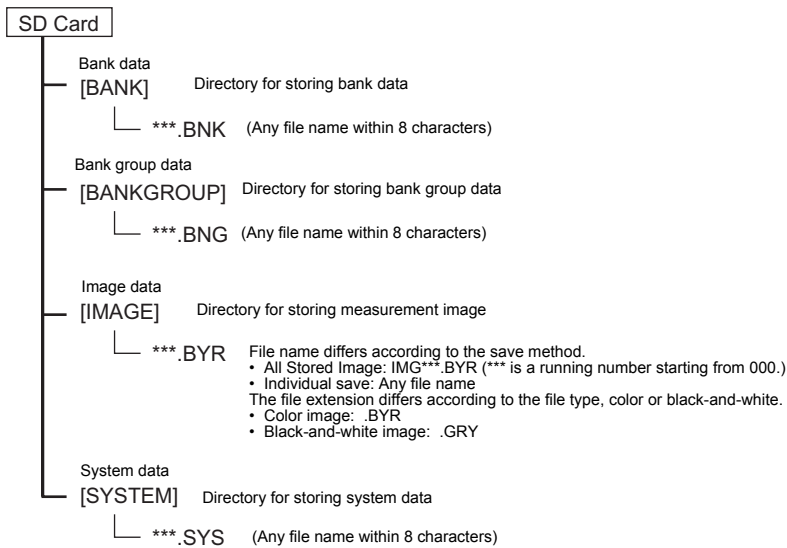 SD Card
Bank data
[BANK] Directory for storing bank data
***.BNK (Any file name within 8 characters)
Bank group data
[BANKGROUP] Directory for storing bank group data
***.BNG (Any file name within 8 characters)
Image data
[IMAGE] Directory for storing measurement image
***.BYR File name differs according to the save method.
• All Stored Image: IMG***.BYR (*** is a running number starting from 000.)
• Individual save: Any file name
The file extension differs according to the file type, color or black-and-white.
• Color image: .BYR
• Black-and-white image: .GRY
System data
[SYSTEM] Directory for storing system data
***.SYS (Any file name within 8 characters)